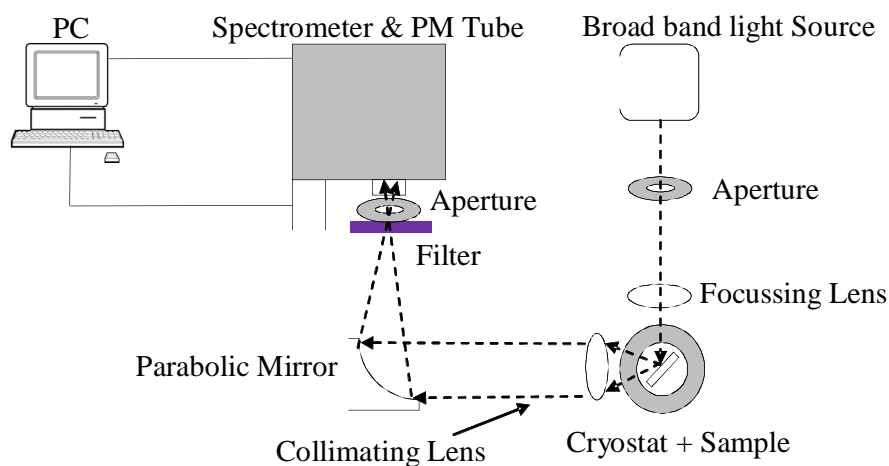 PC
Spectrometer & PM Tube
Broad band light Source
Aperture
Aperture
Filter
Focussing Lens
Parabolic Mirror
Collimating Lens
Cryostat + Sample